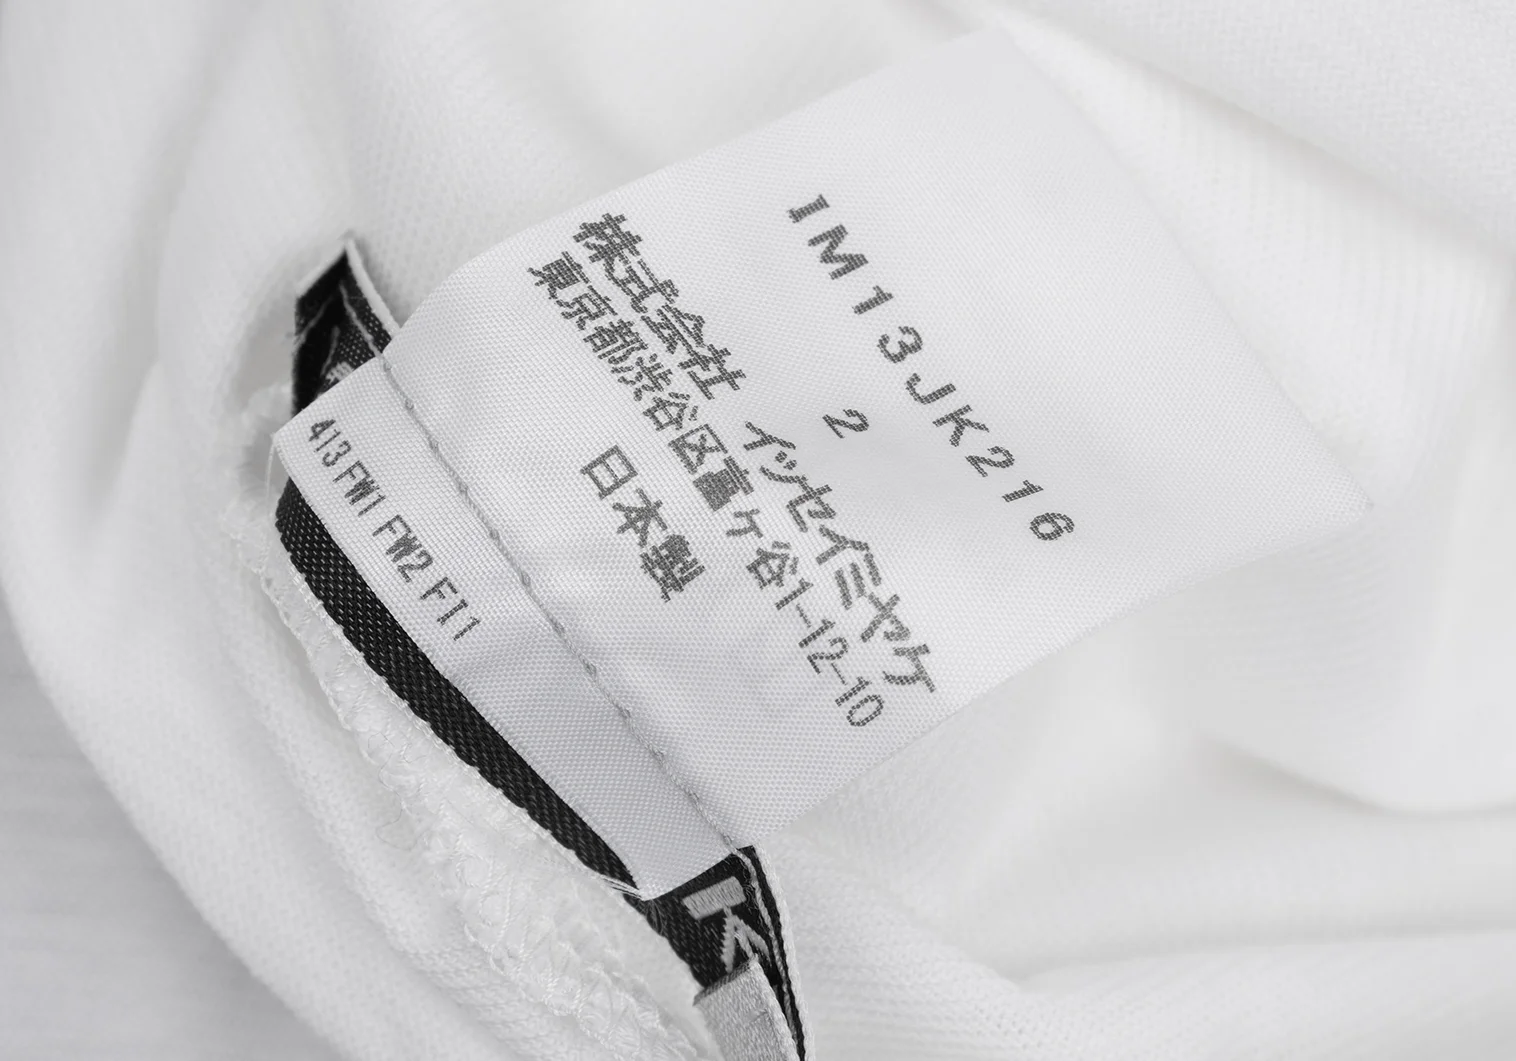 IM13JK216
2
株式会社 イッセイミヤケ
東京都渋谷区富ヶ谷1-12-10
日本製
413 FW1 FW2 FI1